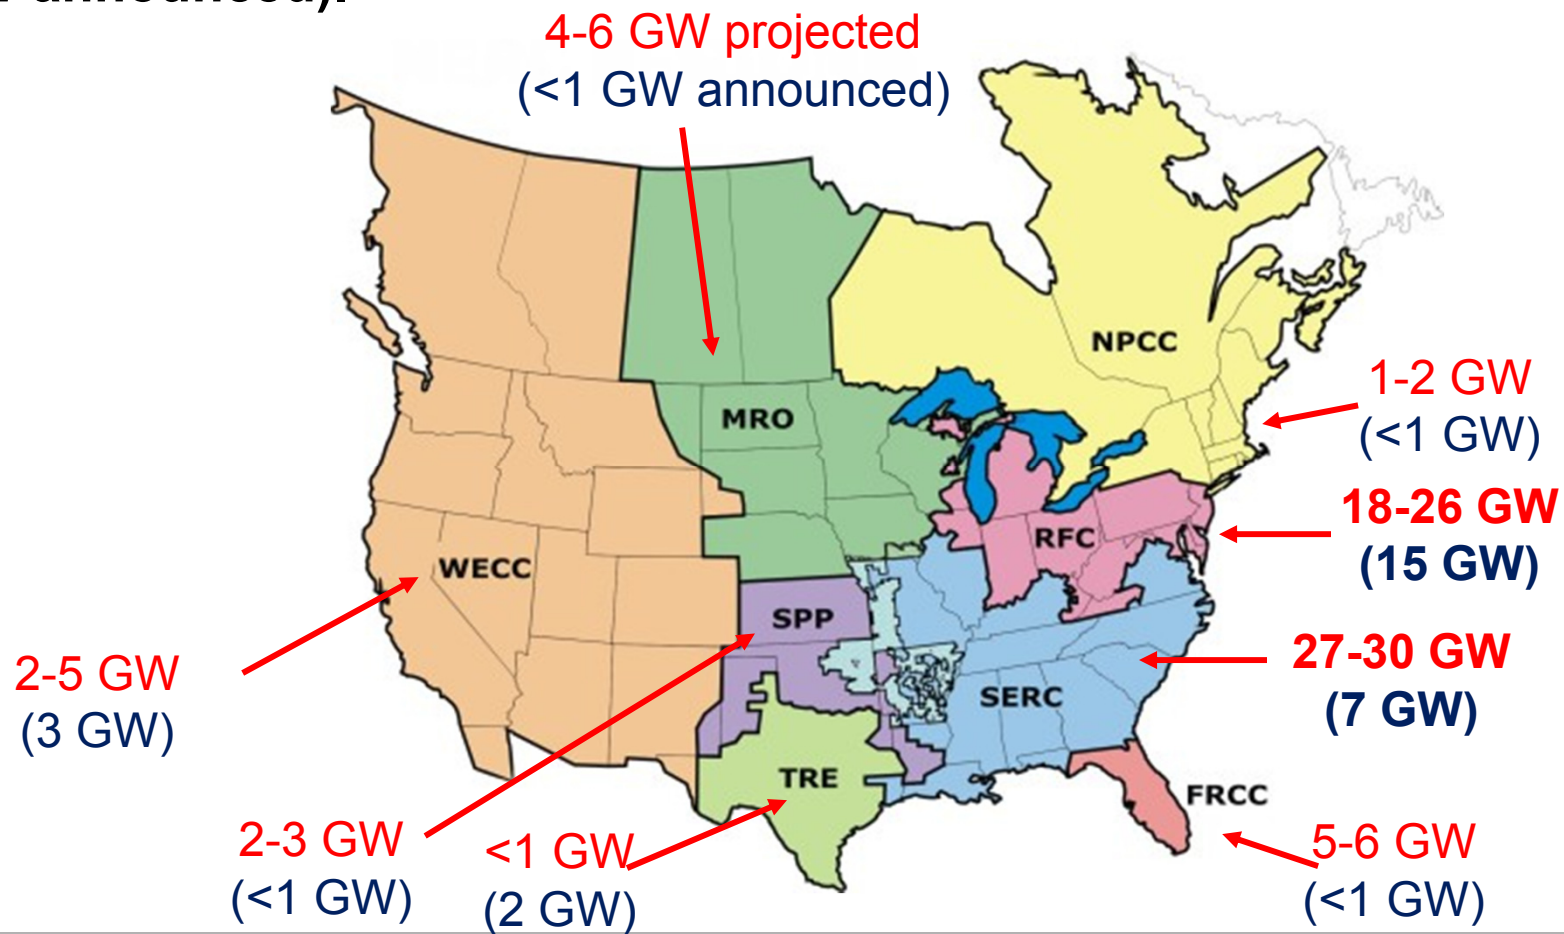 announced).
4-6 GW projected
(<1 GW announced)
NPCC
1-2 GW
(<1 GW)
MRO
18-26 GW
(15 GW)
RFC
WECC
SPP
27-30 GW
(7 GW)
2-5 GW
(3 GW)
SERC
TRE
FRCC
2-3 GW
(<1 GW)
<1 GW
(2 GW)
5-6 GW
(<1 GW)